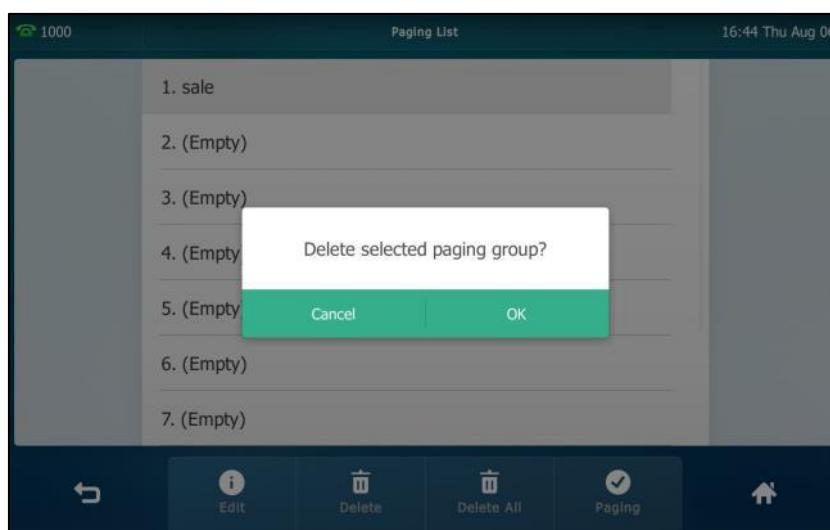 1000 Paging List 16:44 Thu Aug 06
1. sale
2. (Empty)
3. (Empty)
4. (Empty
Delete selected paging group?
5. (Empty
Cancel OK
6. (Empty)
7. (Empty)
Edit Delete Delete All Paging